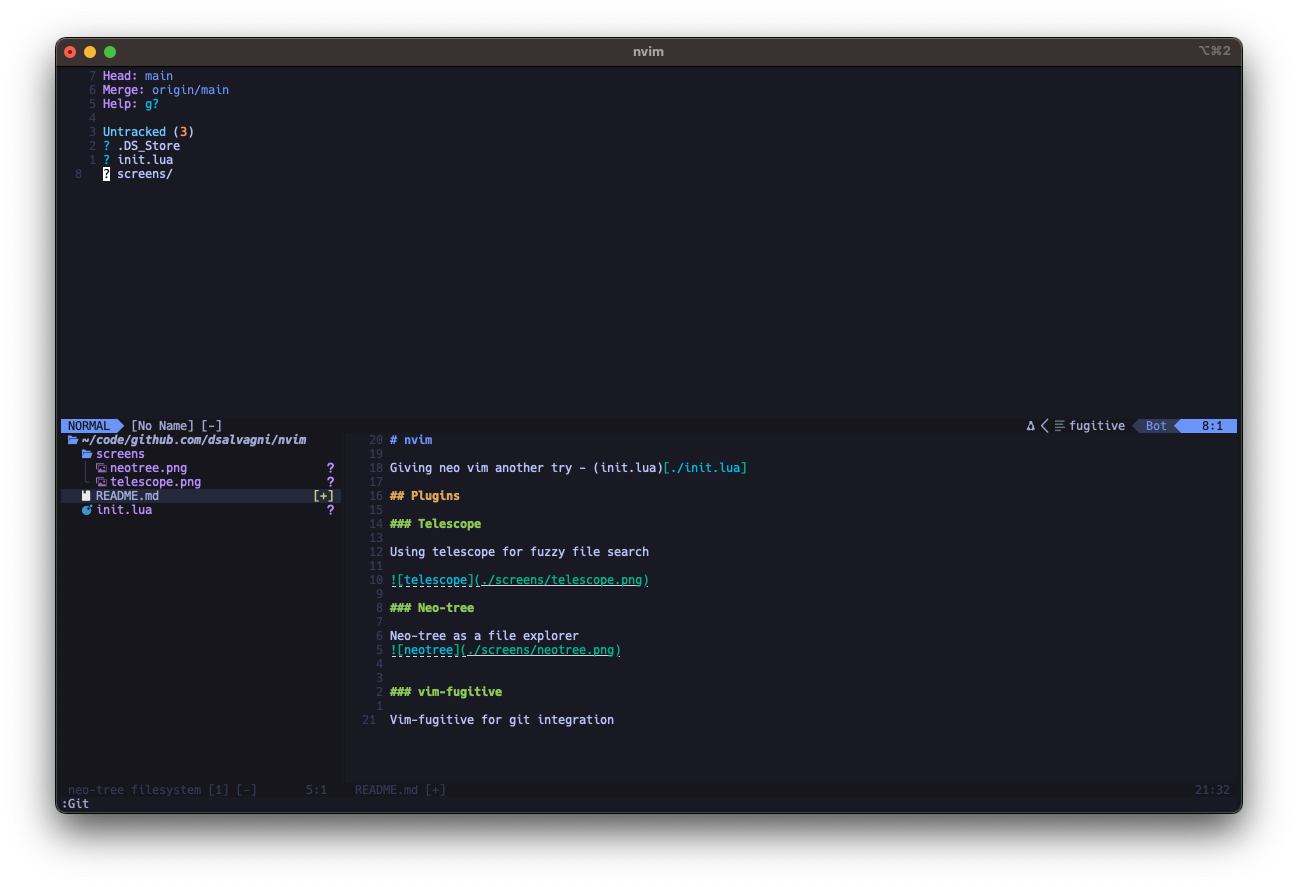 nvim
⌥⌘2
7 Head: main
6 Merge: origin/main
5 Help: g?
4
3 Untracked (3)
2 ? .DS_Store
1 ? init.lua
8 ? screens/
NORMAL [No Name] [-]
fugitive Bot 8:1
~/code/github.com/dsalvagni/nvim
screens
neotree.png ?
telescope.png ?
README.md [+]
init.lua ?
20 # nvim
19
18 Giving neo vim another try - (init.lua)[./init.lua]
17
16 ## Plugins
15
14 ### Telescope
13
12 Using telescope for fuzzy file search
11
10 ![telescope](./screens/telescope.png)
9
8 ### Neo-tree
7
6 Neo-tree as a file explorer
5 ![neotree](./screens/neotree.png)
4
3
2 ### vim-fugitive
1
21 Vim-fugitive for git integration
neo-tree filesystem [1] [-] 5:1
README.md [+] 21:32
:Git